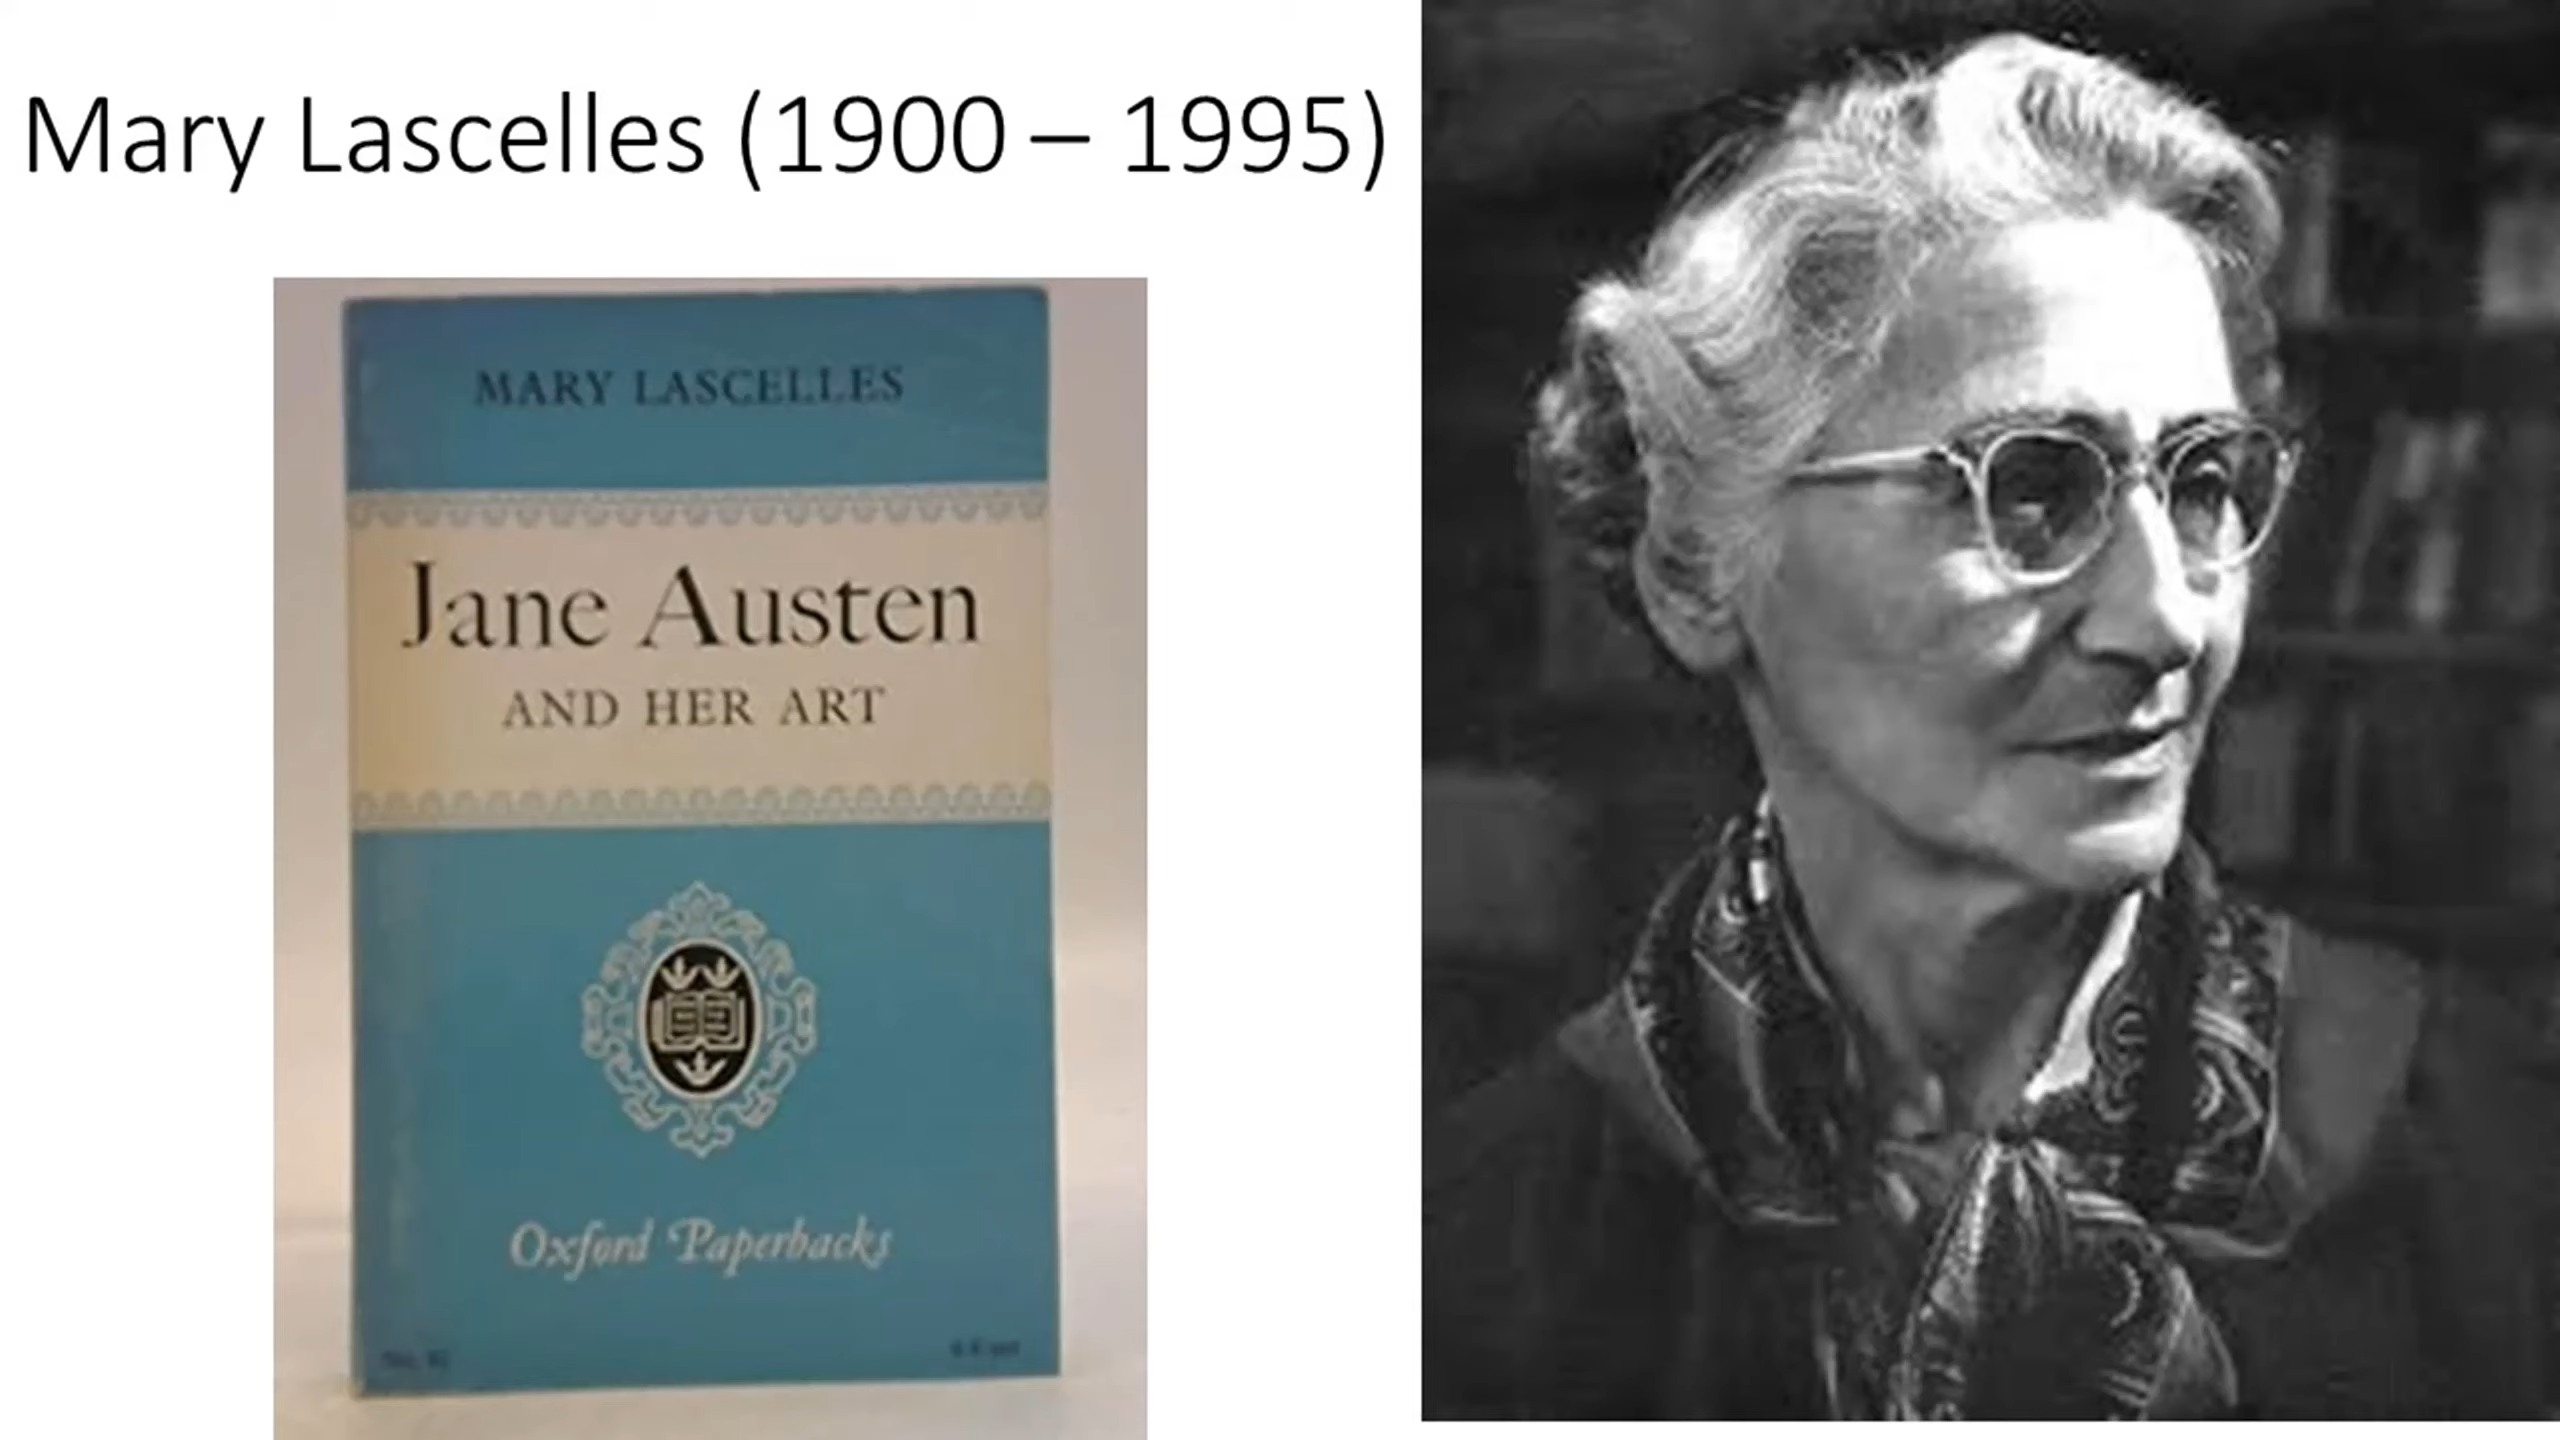 Mary Lascelles (1900 – 1995)
MARY LASCELLES
Jane Austen
AND HER ART
Oxford Paperbacks